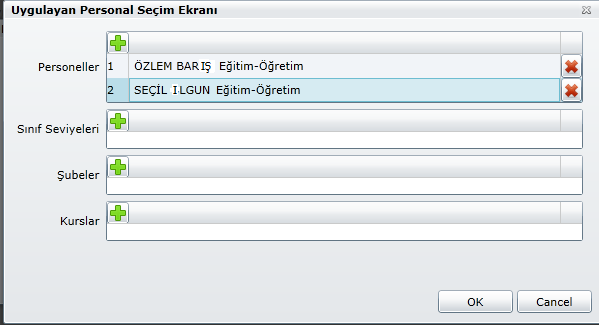 Uygulayan Personal Seçim Ekranı
Personeller
1 ÖZLEM BARIŞ Eğitim-Öğretim
2 SEÇİL ILGUN Eğitim-Öğretim
Sınıf Seviyeleri
Şubeler
Kurslar
OK Cancel